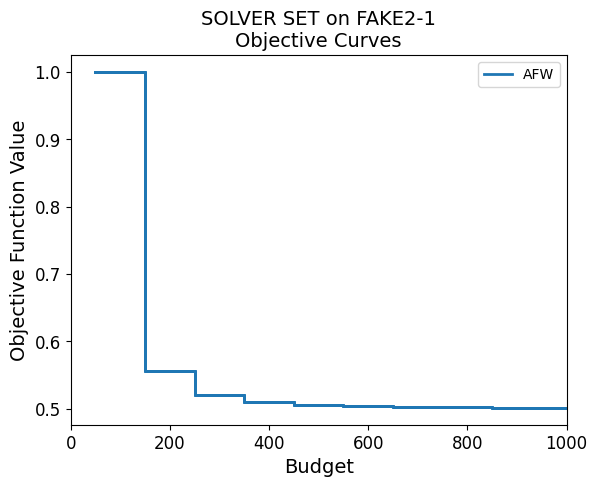 SOLVER SET on FAKE2-1
Objective Curves
AFW
1.0
0.9
0.8
0.7
0.6
0.5
Objective Function Value
0
200
400
600
800
1000
Budget